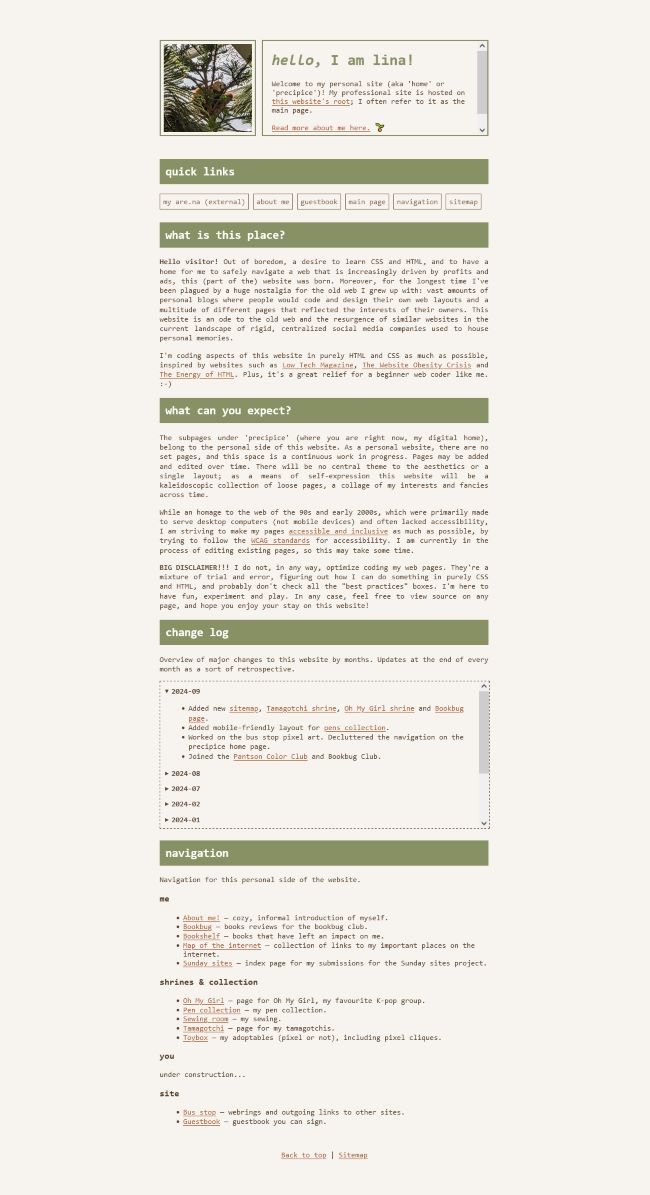 hello, I am lina!
Welcome to my personal site (aka 'home' or
'precipice')! My professional site is hosted on
this website's root; I often refer to it as the
main page.
Read more about me here.
quick links
my are.na (external) about me guestbook main page navigation sitemap
what is this place?
Hello visitor! Out of boredom, a desire to learn CSS and HTML, and to have a
home for me to safely navigate a web that is increasingly driven by profits and
ads, this (part of the) website was born. Moreover, for the longest time I've
been plagued by a huge nostalgia for the old web I grew up with: vast amounts of
personal blogs where people would code and design their own web layouts and a
multitude of different pages that reflected the interests of their owners. This
website is an ode to the old web and the resurgence of similar websites in the
current landscape of rigid, centralized social media companies used to house
personal memories.
I'm coding aspects of this website in purely HTML and CSS as much as possible,
inspired by websites such as Low Tech Magazine, The Website Obesity Crisis and
The Energy of HTML. Plus, it's a great relief for a beginner web coder like me.
:-)
what can you expect?
The subpages under 'precipice' (where you are right now, my digital home),
belong to the personal side of this website. As a personal website, there are no
set pages, and this space is a continuous work in progress. Pages may be added
and edited over time. There will be no central theme to the aesthetics or a
single layout; as a means of self-expression this website will be a
kaleidoscopic collection of loose pages, a collage of my interests and fancies
across time.
While an homage to the web of the 90s and early 2000s, which were primarily made
to serve desktop computers (not mobile devices) and often lacked accessibility,
I am striving to make my pages accessible and inclusive as much as possible, by
trying to follow the WCAG standards for accessibility. I am currently in the
process of editing existing pages, so this may take some time.
BIG DISCLAIMER!!! I do not, in any way, optimize coding my web pages. They're a
mixture of trial and error, figuring out how I can do something in purely CSS
and HTML, and probably don't check all the "best practices" boxes. I'm here to
have fun, experiment and play. In any case, feel free to view source on any
page, and hope you enjoy your stay on this website!
change log
Overview of major changes to this website by months. Updates at the end of every
month as a sort of retrospective.
▾ 2024-09
• Added new sitemap, Tamagotchi shrine, Oh My Girl shrine and Bookbug
page.
• Added mobile-friendly layout for pens collection.
• Worked on the bus stop pixel art. Decluttered the navigation on the
precipice home page.
• Joined the Pantson Color Club and Bookbug Club.
▸ 2024-08
▸ 2024-07
▸ 2024-02
▸ 2024-01
navigation
Navigation for this personal side of the website.
me
• About me! — cozy, informal introduction of myself.
• Bookbug — books reviews for the bookbug club.
• Bookshelf — books that have left an impact on me.
• Map of the internet — collection of links to my important places on the
internet.
• Sunday sites — index page for my submissions for the Sunday sites project.
shrines & collection
• Oh My Girl — page for Oh My Girl, my favourite K-pop group.
• Pen collection — my pen collection.
• Sewing room — my sewing.
• Tamagotchi — page for my tamagotchis.
• Toybox — my adoptables (pixel or not), including pixel cliques.
you
under construction...
site
• Bus stop — webrings and outgoing links to other sites.
• Guestbook — guestbook you can sign.
Back to top | Sitemap